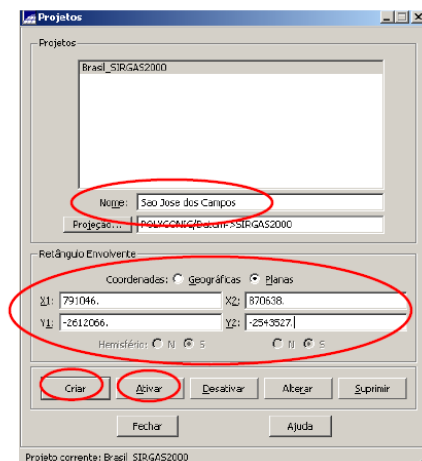 Projetos
Projetos
Brasil_SIRGAS2000
Nome: Sao Jose dos Campos
Projeção... POLYCONIC/Datum->SIRGAS2000
Retângulo Envolvente
Coordenadas: Geográficas Planas
X1: 791046. X2: 870638.
Y1: -2612066. Y2: -2543527.
Hemisfério: N S N S
Criar Ativar Desativar Alterar Suprimir
Fechar Ajuda
Projeto corrente: Brasil_SIRGAS2000